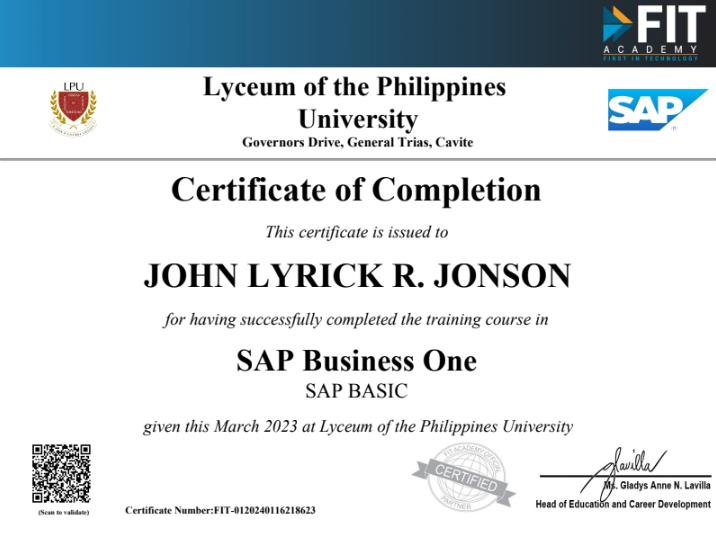 FIT
ACADEMY
FIRST IN TECHNOLOGY
LPU
Lyceum of the Philippines
University
Governors Drive, General Trias, Cavite
SAP
Certificate of Completion
This certificate is issued to
JOHN LYRICK R. JONSON
for having successfully completed the training course in
SAP Business One
SAP BASIC
given this March 2023 at Lyceum of the Philippines University
FIT ACADEMY OFFICIAL
CERTIFIED
PARTNER
(Scan to validate)
Certificate Number:FIT-0120240116218623
Ms. Gladys Anne N. Lavilla
Head of Education and Career Development